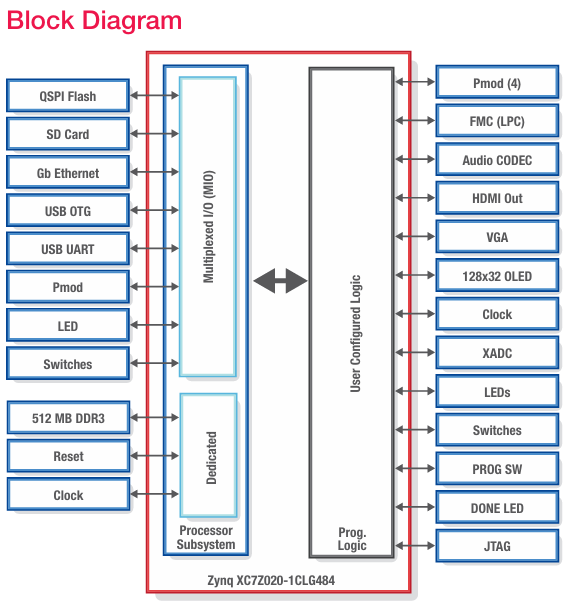 Block Diagram
QSPI Flash
SD Card
Gb Ethernet
USB OTG
USB UART
Pmod
LED
Switches
512 MB DDR3
Reset
Clock
Multiplexed I/O (MIO)
Dedicated
Processor
Subsystem
User Configured Logic
Prog.
Logic
Zynq XC7Z020-1CLG484
Pmod (4)
FMC (LPC)
Audio CODEC
HDMI Out
VGA
128x32 OLED
Clock
XADC
LEDs
Switches
PROG SW
DONE LED
JTAG